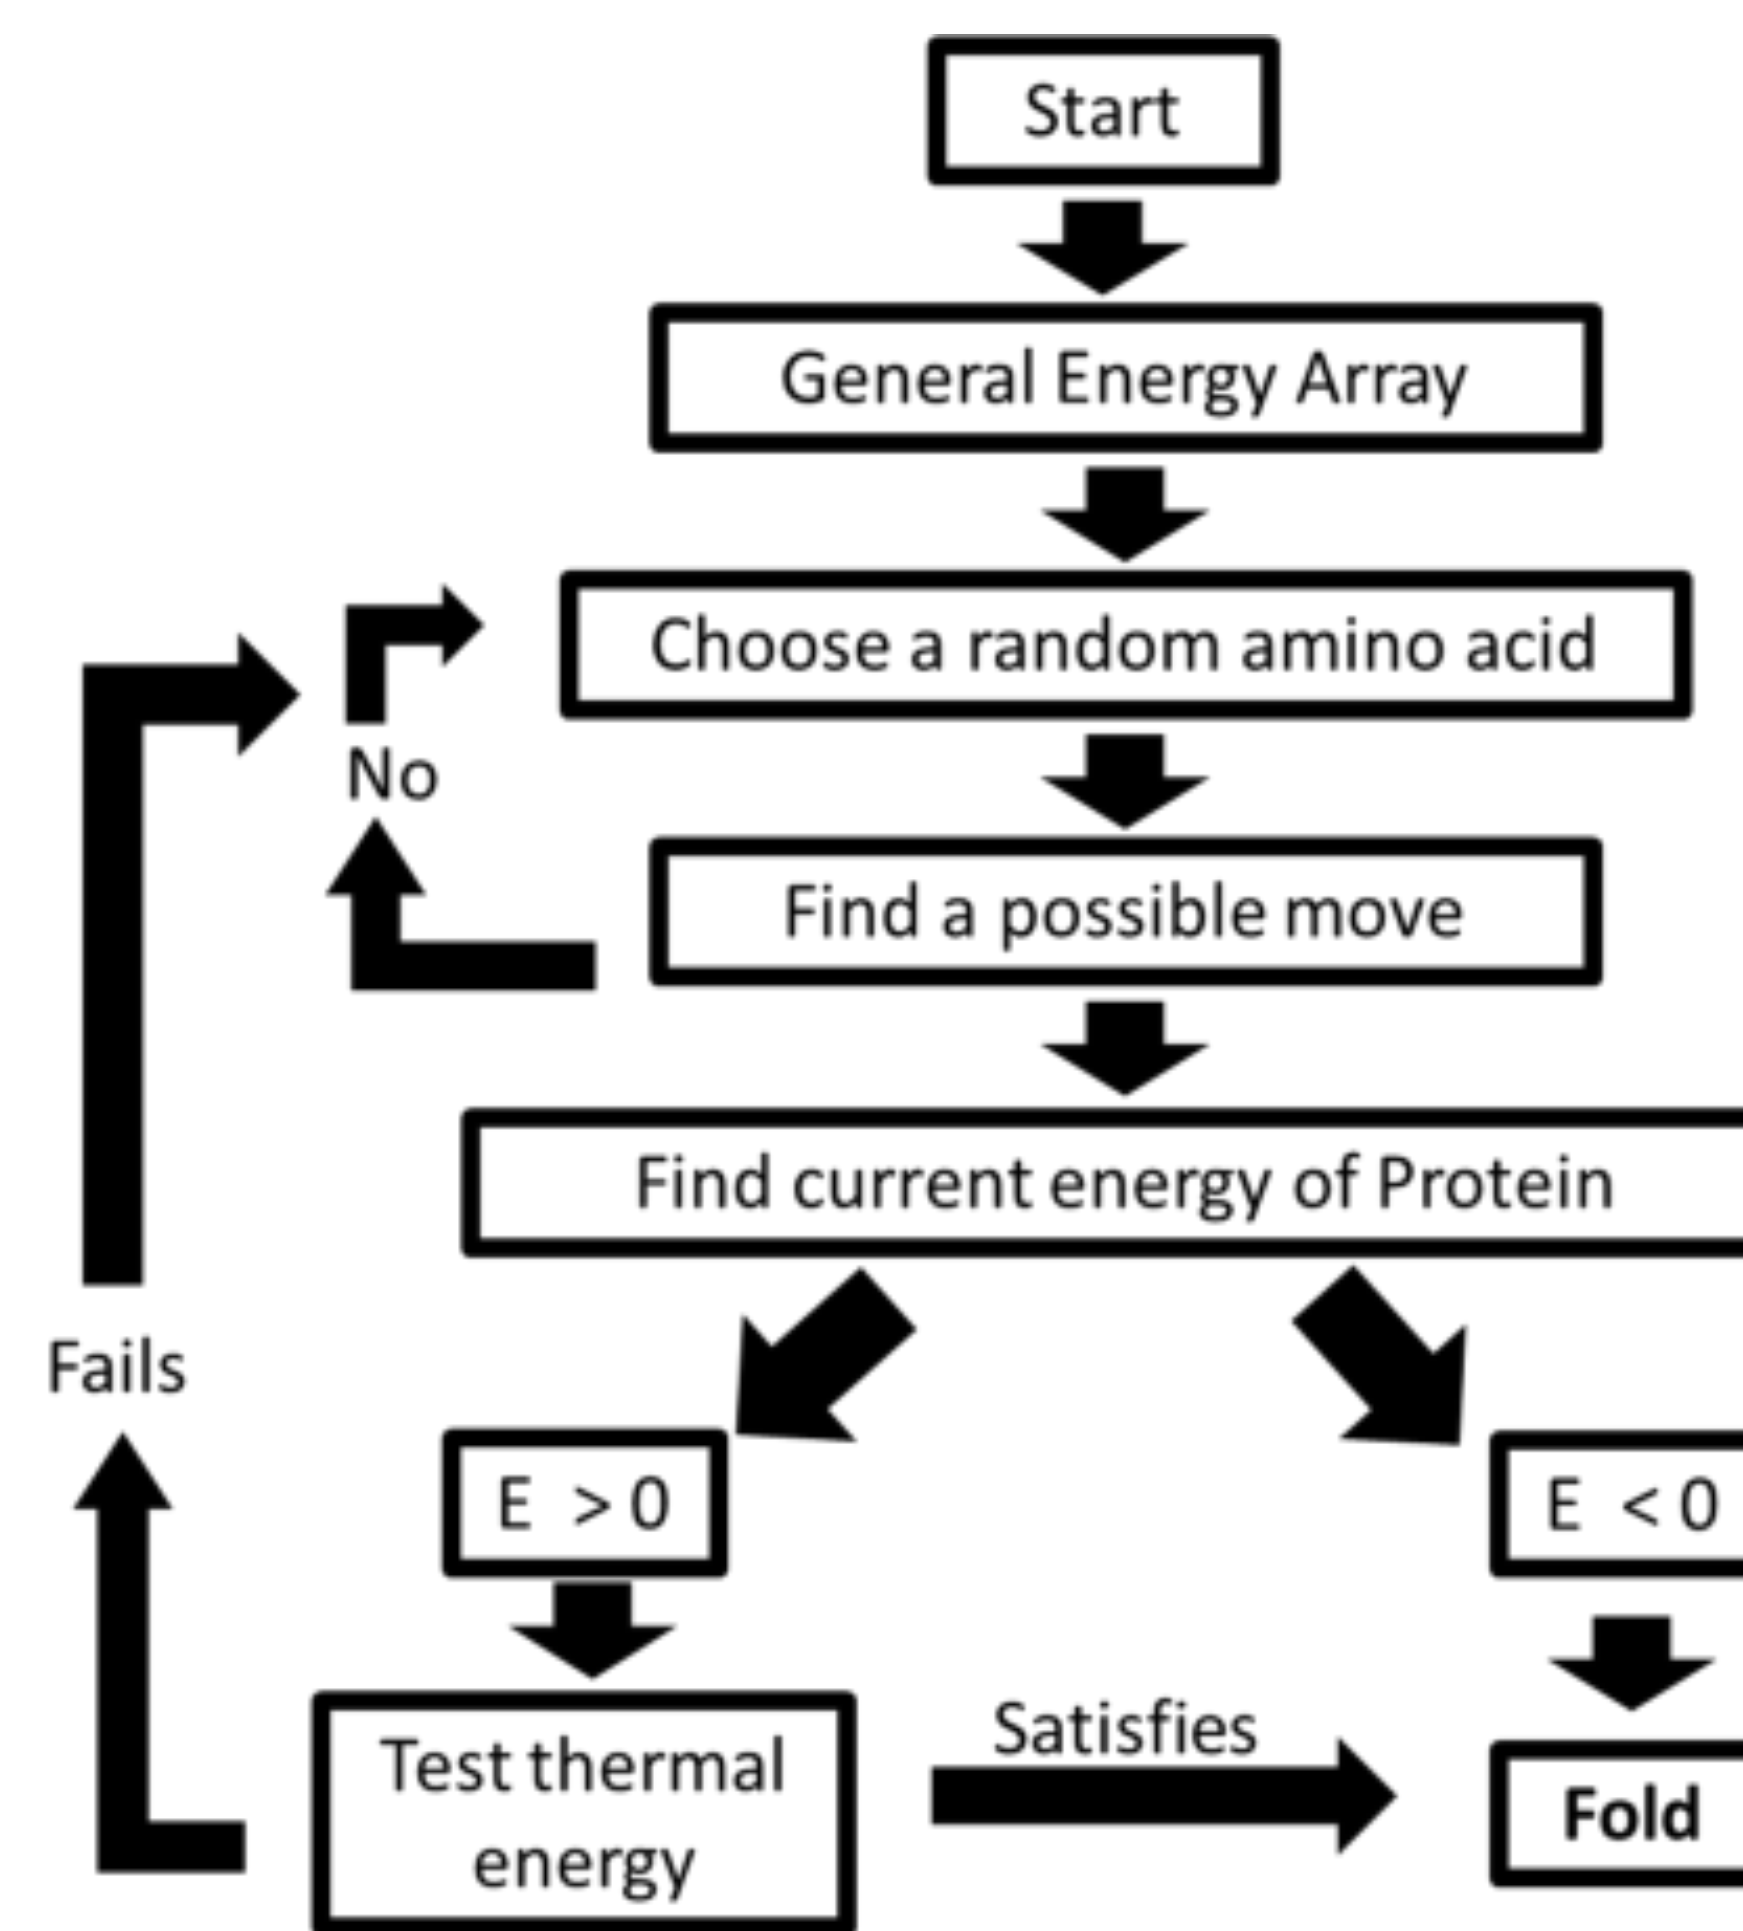 Start
General Energy Array
Choose a random amino acid
No
Find a possible move
Find current energy of Protein
Fails
E > 0
E < 0
Satisfies
Test thermal
energy
Fold